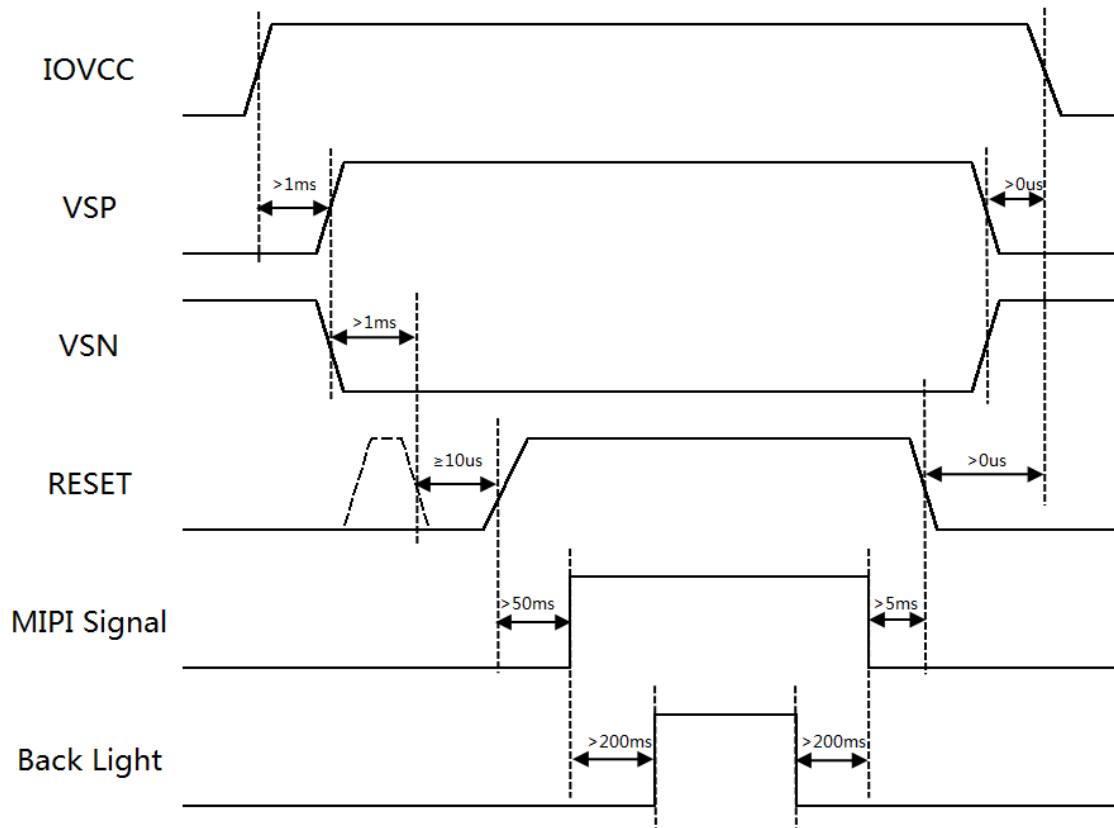 IOVCC
>1ms
>0us
VSP
>1ms
VSN
≥10us
>0us
RESET
>50ms
>5ms
MIPI Signal
>200ms
>200ms
Back Light